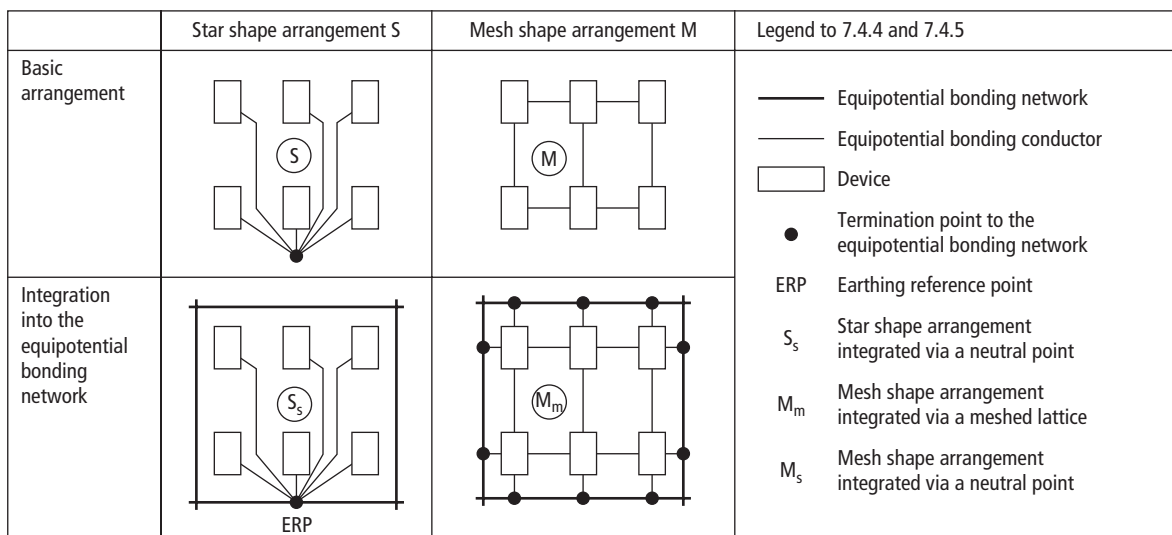 Star shape arrangement S
Mesh shape arrangement M
Legend to 7.4.4 and 7.4.5
Basic
arrangement
S
M
Equipotential bonding network
Equipotential bonding conductor
Device
Termination point to the
equipotential bonding network
ERP Earthing reference point
Ss Star shape arrangement
integrated via a neutral point
Mm Mesh shape arrangement
integrated via a meshed lattice
Ms Mesh shape arrangement
integrated via a neutral point
Integration
into the
equipotential
bonding
network
Ss
ERP
Mm